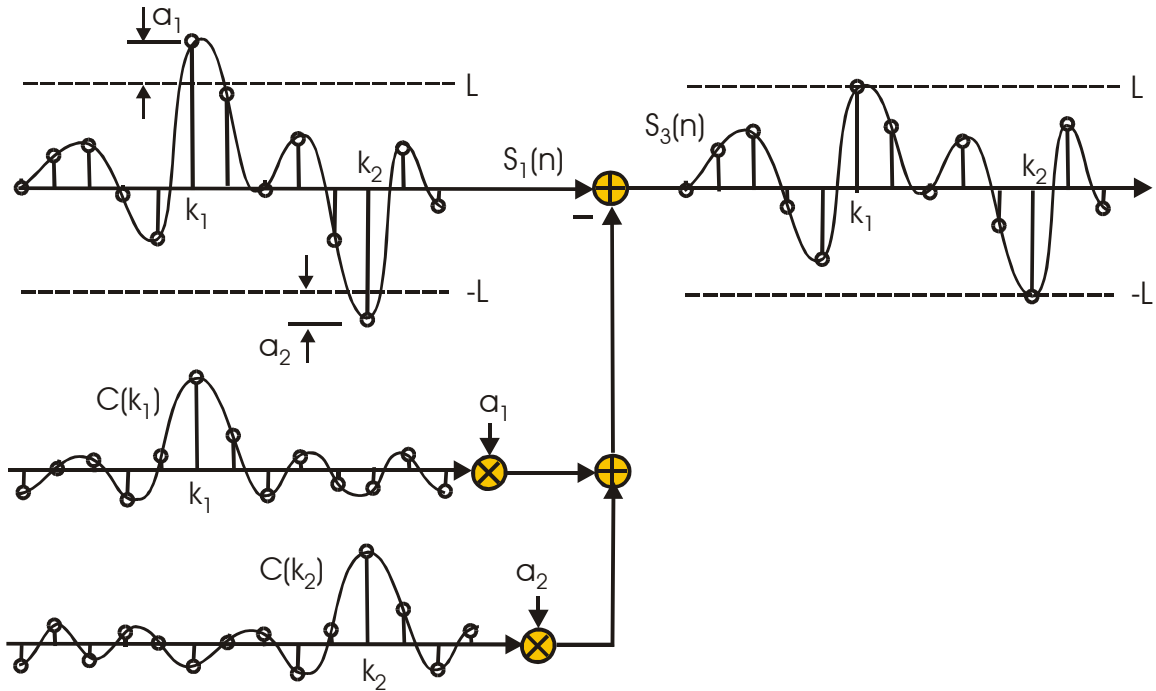 a₁
L
S₃(n)
L
k₂
S₁(n)
k₂
k₁
−
k₁
-L
-L
a₂
C(k₁)
a₁
k₁
C(k₂)
a₂
k₂